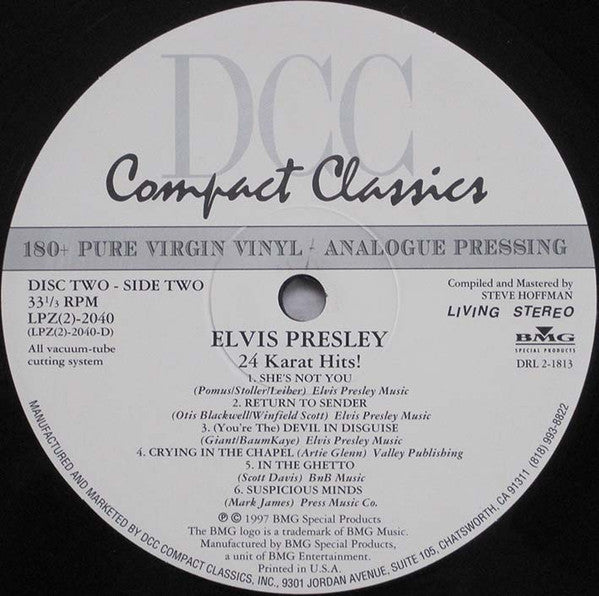 DCC
Compact Classics
180+ PURE VIRGIN VINYL - ANALOGUE PRESSING
DISC TWO - SIDE TWO
33 1/3 RPM
LPZ(2)-2040
(LPZ(2)-2040-D)
All vacuum-tube
cutting system
Compiled and Mastered by
STEVE HOFFMAN
LIVING STEREO
BMG
SPECIAL PRODUCTS
DRL 2-1813
ELVIS PRESLEY
24 Karat Hits!
1. SHE'S NOT YOU
(Pomus/Stoller/Leiber) Elvis Presley Music
2. RETURN TO SENDER
(Otis Blackwell/Winfield Scott) Elvis Presley Music
3. (You're The) DEVIL IN DISGUISE
(Giant/BaumKaye) Elvis Presley Music
4. CRYING IN THE CHAPEL (Artie Glenn) Valley Publishing
5. IN THE GHETTO
(Scott Davis) BnB Music
6. SUSPICIOUS MINDS
(Mark James) Press Music Co.
℗ © 1997 BMG Special Products
The BMG logo is a trademark of BMG Music.
Manufactured by BMG Special Products,
a unit of BMG Entertainment.
Printed in U.S.A.
MANUFACTURED AND MARKETED BY DCC COMPACT CLASSICS, INC., 9301 JORDAN AVENUE, SUITE 105, CHATSWORTH, CA 91311 (818) 993-8822